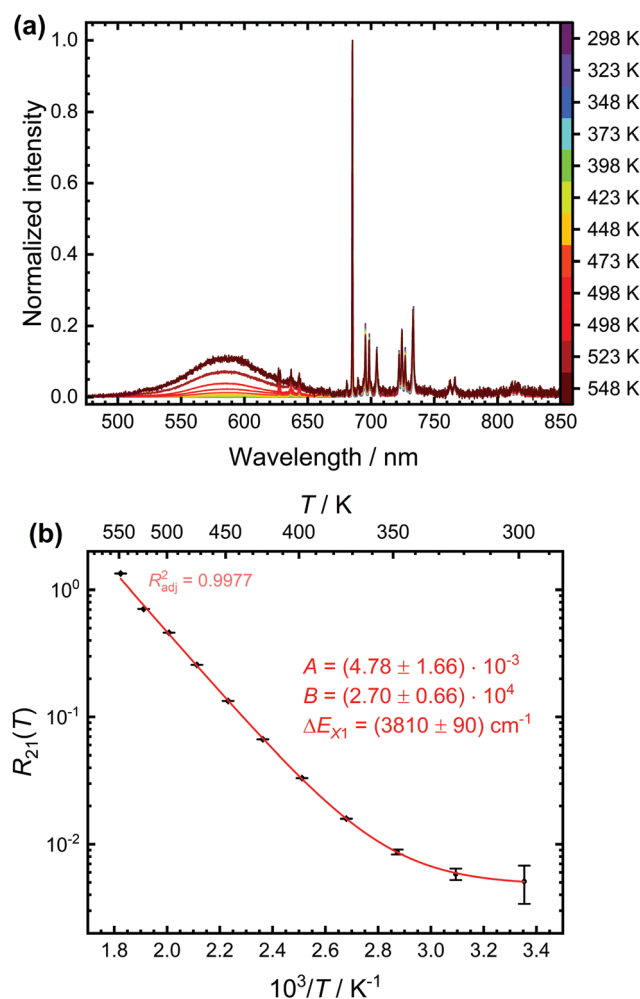 (a)
1.0
0.8
0.6
0.4
0.2
0.0
Normalized intensity
500 550 600 650 700 750 800 850
Wavelength / nm
298 K
323 K
348 K
373 K
398 K
423 K
448 K
473 K
498 K
498 K
523 K
548 K
(b)
T / K
550 500 450 400 350 300
R²adj = 0.9977
A = (4.78 ± 1.66) · 10⁻³
B = (2.70 ± 0.66) · 10⁴
ΔE_X1 = (3810 ± 90) cm⁻¹
10⁰
10⁻¹
10⁻²
R₂₁(T)
1.8 2.0 2.2 2.4 2.6 2.8 3.0 3.2 3.4
10³/T / K⁻¹